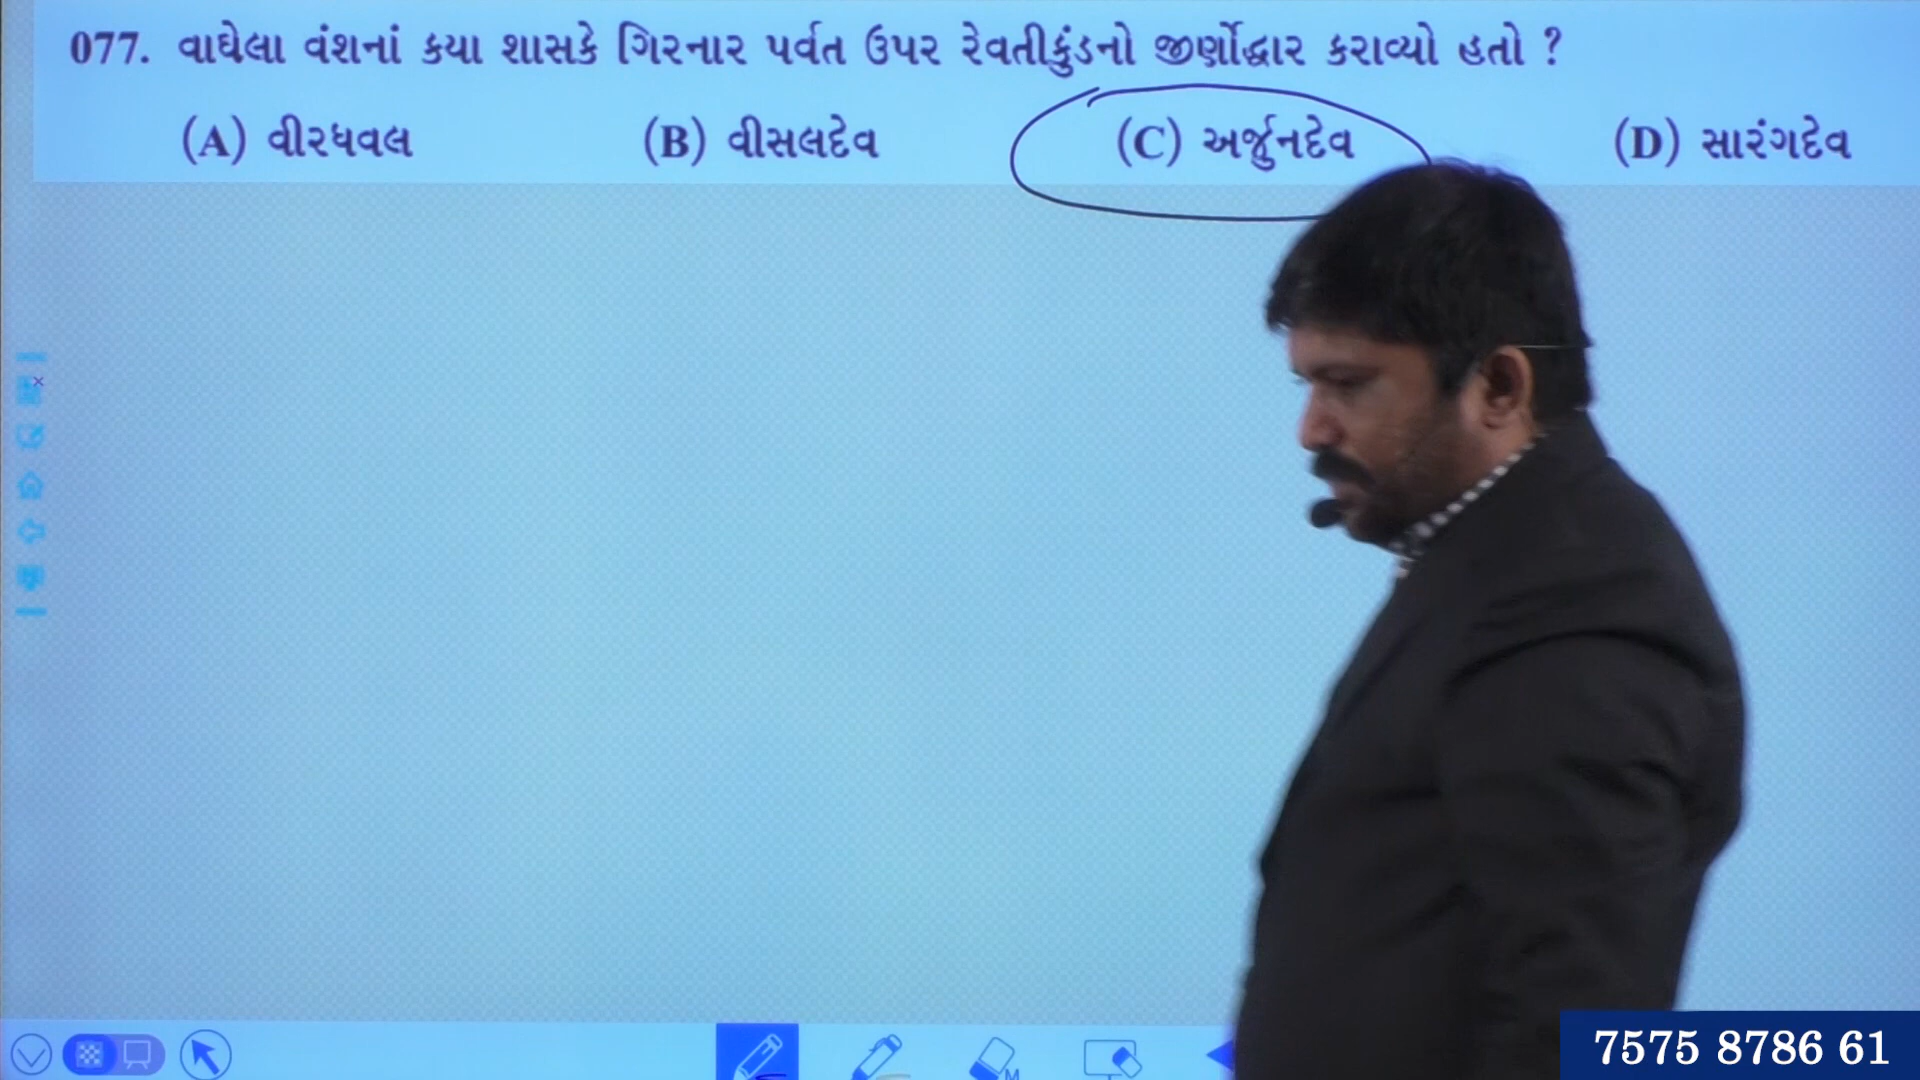 077. વાઘેલા વંશનાં કયા શાસકે ગિરનાર પર્વત ઉપર રેવતીકુંડનો જીર્ણોદ્ધાર કરાવ્યો હતો ?
(A) વીરધવલ (B) વીસલદેવ (C) અર્જુનદેવ (D) સારંગદેવ
M
7575 8786 61